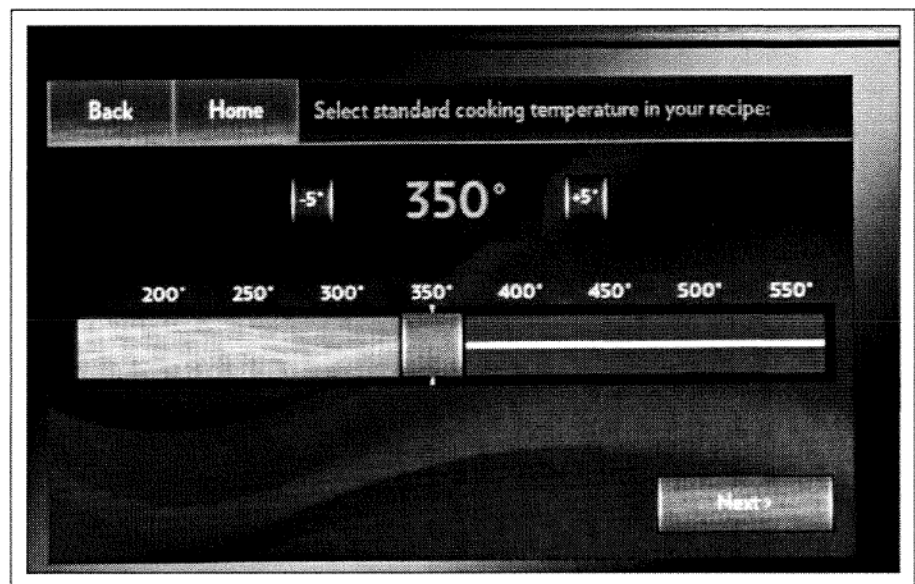 Back Home Select standard cooking temperature in your recipe:
-5° 350° +5°
200° 250° 300° 350° 400° 450° 500° 550°
Next>